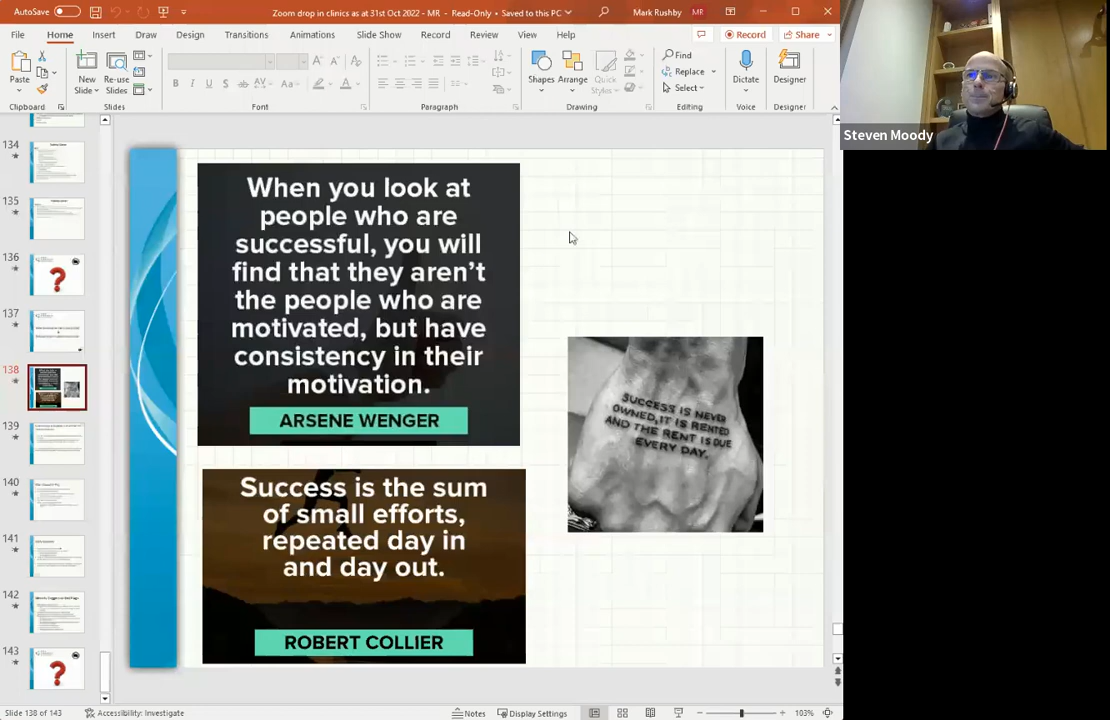 AutoSave
Off
Zoom drop in clinics as at 31st Oct 2022 - MR - Read-Only • Saved to this PC
Mark Rushby
MR
File
Home
Insert
Draw
Design
Transitions
Animations
Slide Show
Record
Review
View
Help
Record
Share
Paste
New
Slide
Re-use
Slides
Shapes
Arrange
Quick
Styles
Find
Replace
Select
Dictate
Designer
Clipboard
Slides
Font
Paragraph
Drawing
Editing
Voice
Designer
Steven Moody
134
135
136
137
138
139
140
141
142
143
When you look at
people who are
successful, you will
find that they aren't
the people who are
motivated, but have
consistency in their
motivation.
ARSENE WENGER
Success is the sum
of small efforts,
repeated day in
and day out.
ROBERT COLLIER
SUCCESS IS NEVER
OWNED, IT IS RENTED
AND THE RENT IS DUE
EVERY DAY.
Slide 138 of 143
Accessibility: Investigate
Notes
Display Settings
103%